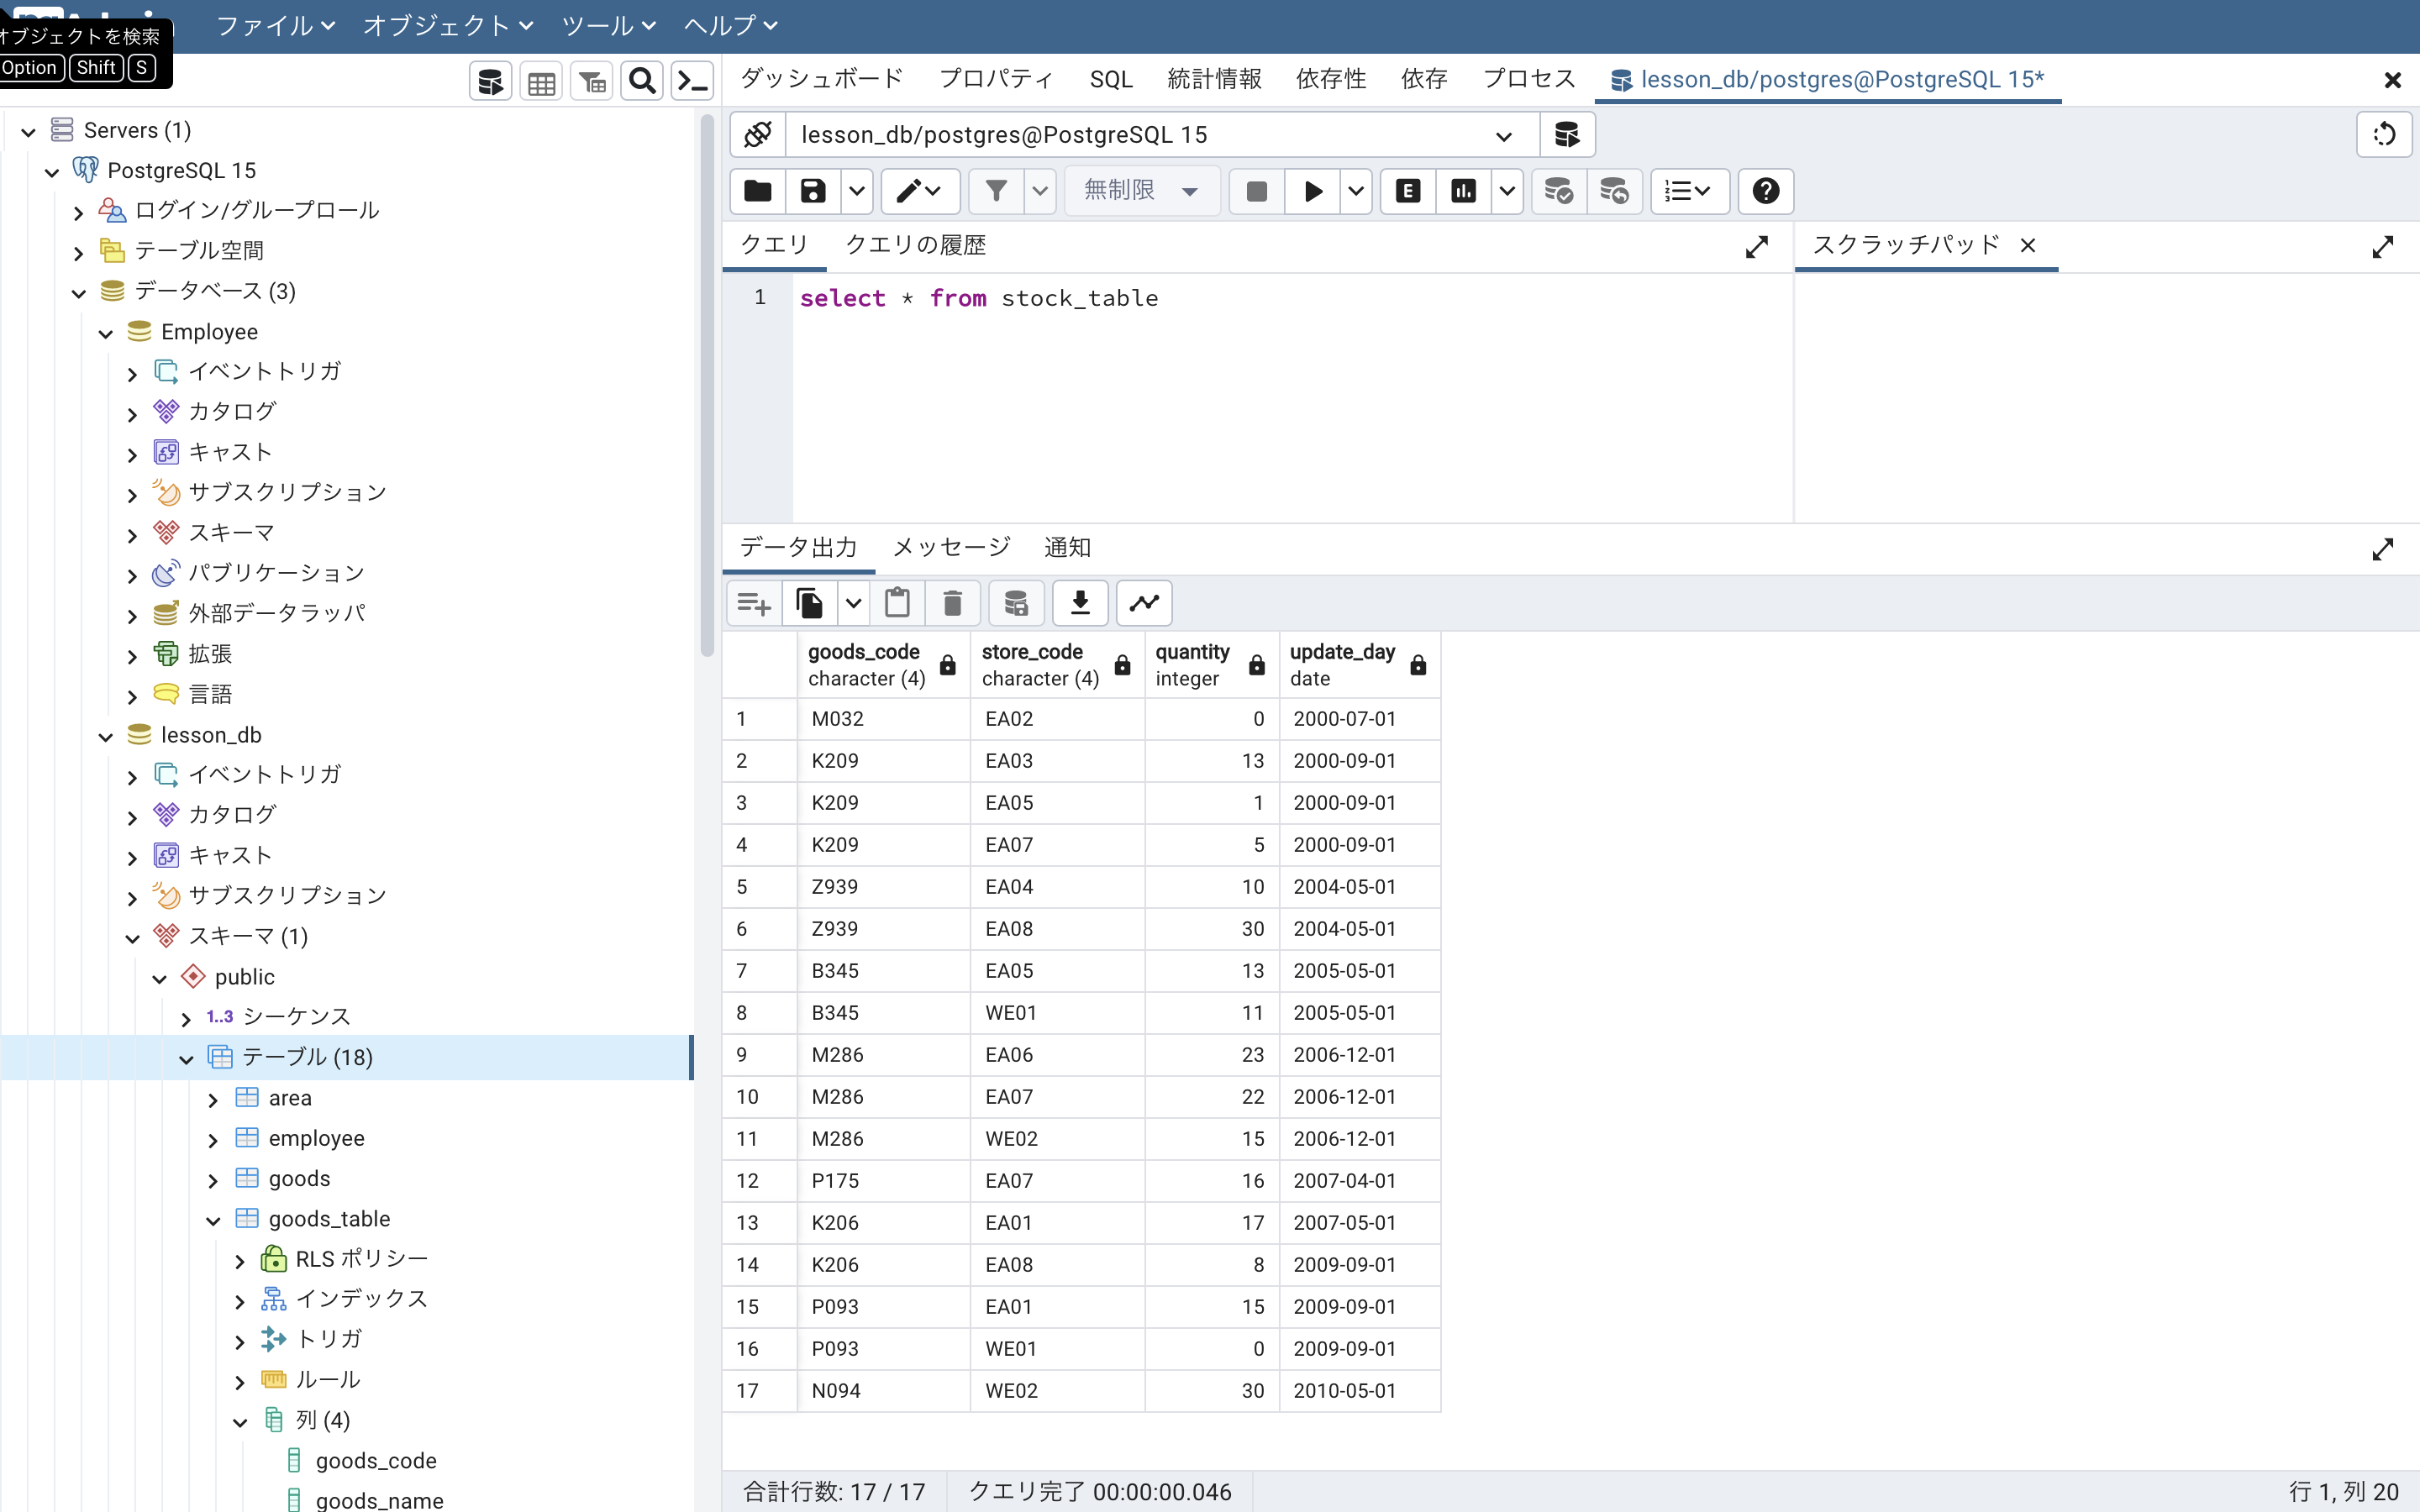 ファイル オブジェクト ツール ヘルプ
オブジェクトを検索
Option Shift S
ダッシュボード プロパティ SQL 統計情報 依存性 依存 プロセス lesson_db/postgres@PostgreSQL 15*
Servers (1)
PostgreSQL 15
ログイン/グループロール
テーブル空間
データベース (3)
Employee
イベントトリガ
カタログ
キャスト
サブスクリプション
スキーマ
パブリケーション
外部データラッパ
拡張
言語
lesson_db
イベントトリガ
カタログ
キャスト
サブスクリプション
スキーマ (1)
public
1..3 シーケンス
テーブル (18)
area
employee
goods
goods_table
RLS ポリシー
インデックス
トリガ
ルール
列 (4)
goods_code
goods_name
lesson_db/postgres@PostgreSQL 15
無制限 E
クエリ クエリの履歴 スクラッチパッド
1 select * from stock_table
データ出力 メッセージ 通知
goods_code store_code quantity update_day
character (4) character (4) integer date
1 M032 EA02 0 2000-07-01
2 K209 EA03 13 2000-09-01
3 K209 EA05 1 2000-09-01
4 K209 EA07 5 2000-09-01
5 Z939 EA04 10 2004-05-01
6 Z939 EA08 30 2004-05-01
7 B345 EA05 13 2005-05-01
8 B345 WE01 11 2005-05-01
9 M286 EA06 23 2006-12-01
10 M286 EA07 22 2006-12-01
11 M286 WE02 15 2006-12-01
12 P175 EA07 16 2007-04-01
13 K206 EA01 17 2007-05-01
14 K206 EA08 8 2009-09-01
15 P093 EA01 15 2009-09-01
16 P093 WE01 0 2009-09-01
17 N094 WE02 30 2010-05-01
合計行数: 17 / 17 クエリ完了 00:00:00.046 行 1, 列 20